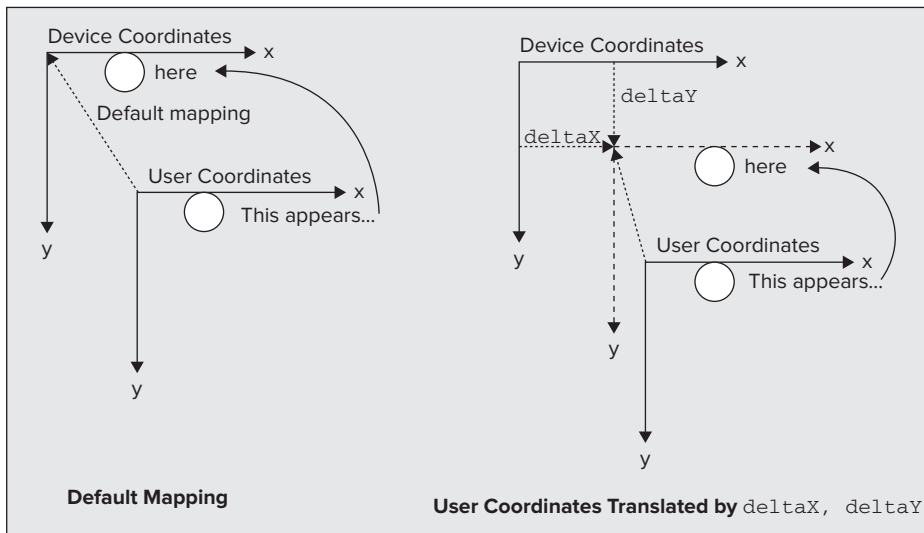 Device Coordinates
x
here
Default mapping
User Coordinates
x
This appears...
y
y
Default Mapping
Device Coordinates
x
deltaY
deltaX
x
here
User Coordinates
x
This appears...
y
y
y
User Coordinates Translated by deltaX, deltaY